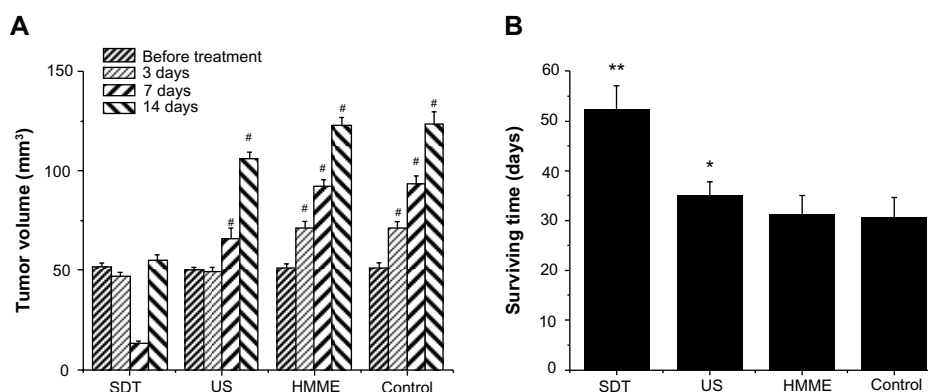 A
Before treatment
3 days
7 days
14 days
Tumor volume (mm³)
150
100
50
0
# # # # # # # #
SDT US HMME Control
B
Surviving time (days)
60
50
40
30
20
10
0
** *
SDT US HMME Control